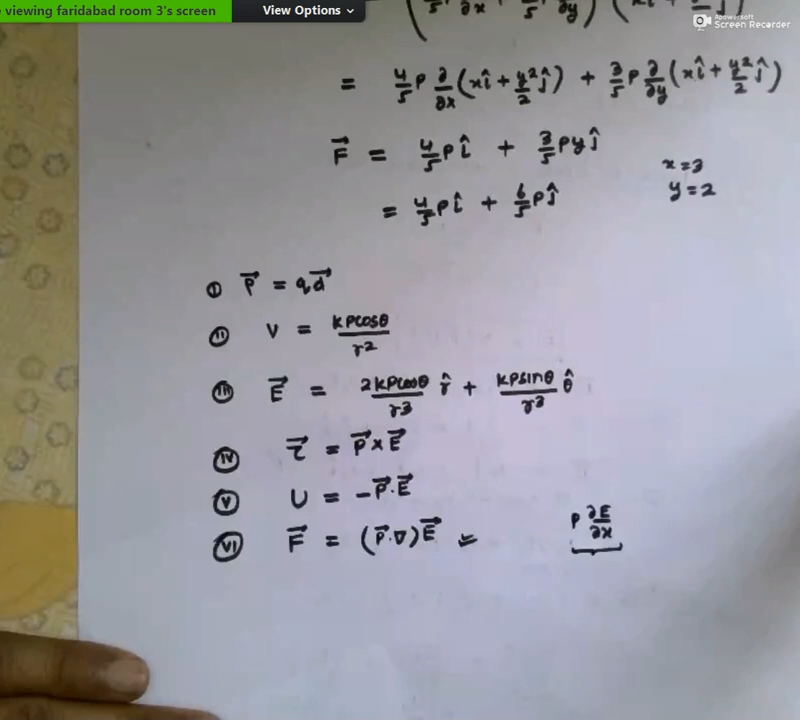 viewing faridabad room 3's screen View Options
Apowersoft
Screen Recorder
= 4/5 P ∂/∂x (xî + y²/2 ĵ) + 3/5 P ∂/∂y (xî + y²/2 ĵ)
F⃗ = 4/5 P î + 3/5 P y ĵ
x = 3
y = 2
= 4/5 P î + 6/5 P ĵ
(I) P⃗ = q d⃗
(II) V = KPcosθ/r²
(III) E⃗ = 2KPcosθ/r³ r̂ + KPsinθ/r³ θ̂
(IV) τ⃗ = P⃗ × E⃗
(V) U = -P⃗.E⃗
(VI) F⃗ = (P⃗.∇)E⃗ P ∂E/∂x